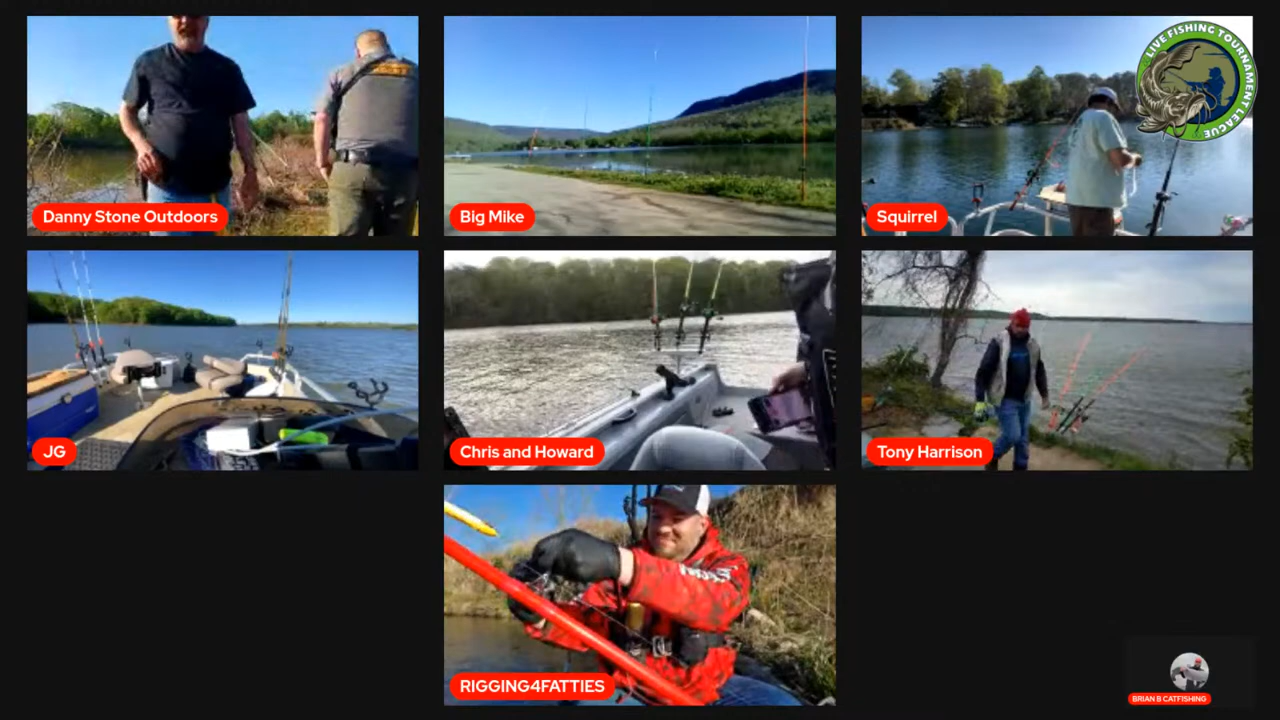 Danny Stone Outdoors
Big Mike
Squirrel
LIVE FISHING TOURNAMENT LEAGUE
JG
Chris and Howard
Tony Harrison
RIGGING4FATTIES
BRIAN B CATFISHING